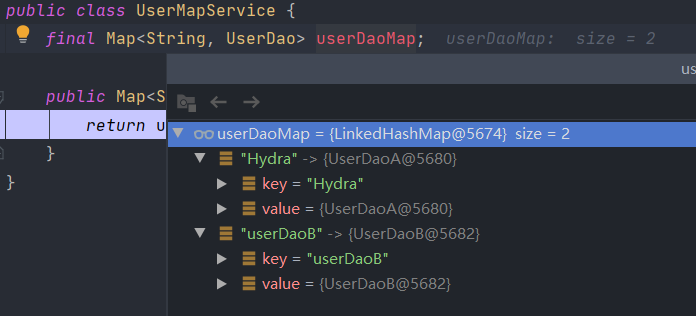 public class UserMapService {
final Map<String, UserDao> userDaoMap; userDaoMap: size = 2
us
public Map<S
return u
}
}
userDaoMap = {LinkedHashMap@5674} size = 2
"Hydra" -> {UserDaoA@5680}
key = "Hydra"
value = {UserDaoA@5680}
"userDaoB" -> {UserDaoB@5682}
key = "userDaoB"
value = {UserDaoB@5682}